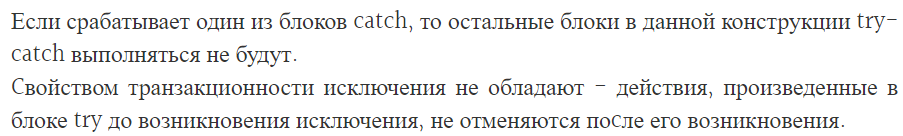 Если срабатывает один из блоков catch, то остальные блоки в данной конструкции try-
catch выполняться не будут.
Свойством транзакционности исключения не обладают – действия, произведенные в
блоке try до возникновения исключения, не отменяются после его возникновения.